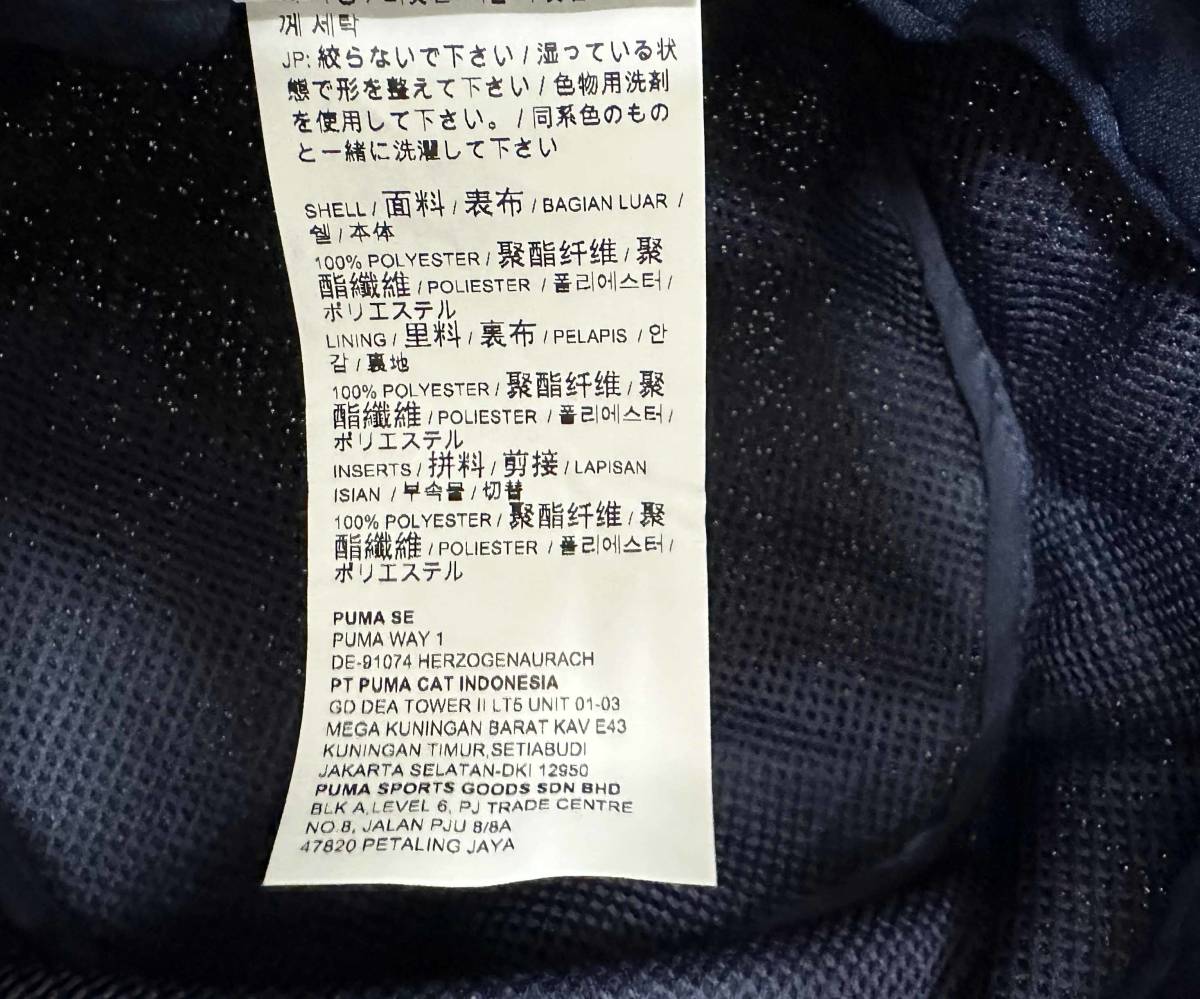 께 세탁
JP: 絞らないで下さい / 湿っている状
態で形を整えて下さい / 色物用洗剤
を使用して下さい。 / 同系色のもの
と一緒に洗濯して下さい
SHELL / 面料 / 表布 / BAGIAN LUAR /
쉘 / 本体
100% POLYESTER / 聚酯纤维 / 聚
酯纖維 / POLIESTER / 폴리에스터 /
ポリエステル
LINING / 里料 / 裏布 / PELAPIS / 안
감 / 裏地
100% POLYESTER / 聚酯纤维 / 聚
酯纖維 / POLIESTER / 폴리에스터 /
ポリエステル
INSERTS / 拼料 / 剪接 / LAPISAN
ISIAN / 부속물 / 切替
100% POLYESTER / 聚酯纤维 / 聚
酯纖維 / POLIESTER / 폴리에스터 /
ポリエステル
PUMA SE
PUMA WAY 1
DE-91074 HERZOGENAURACH
PT PUMA CAT INDONESIA
GD DEA TOWER II LT5 UNIT 01-03
MEGA KUNINGAN BARAT KAV E43
KUNINGAN TIMUR,SETIABUDI
JAKARTA SELATAN-DKI 12950
PUMA SPORTS GOODS SDN BHD
BLK A,LEVEL 6, PJ TRADE CENTRE
NO.8, JALAN PJU 8/8A
47820 PETALING JAYA